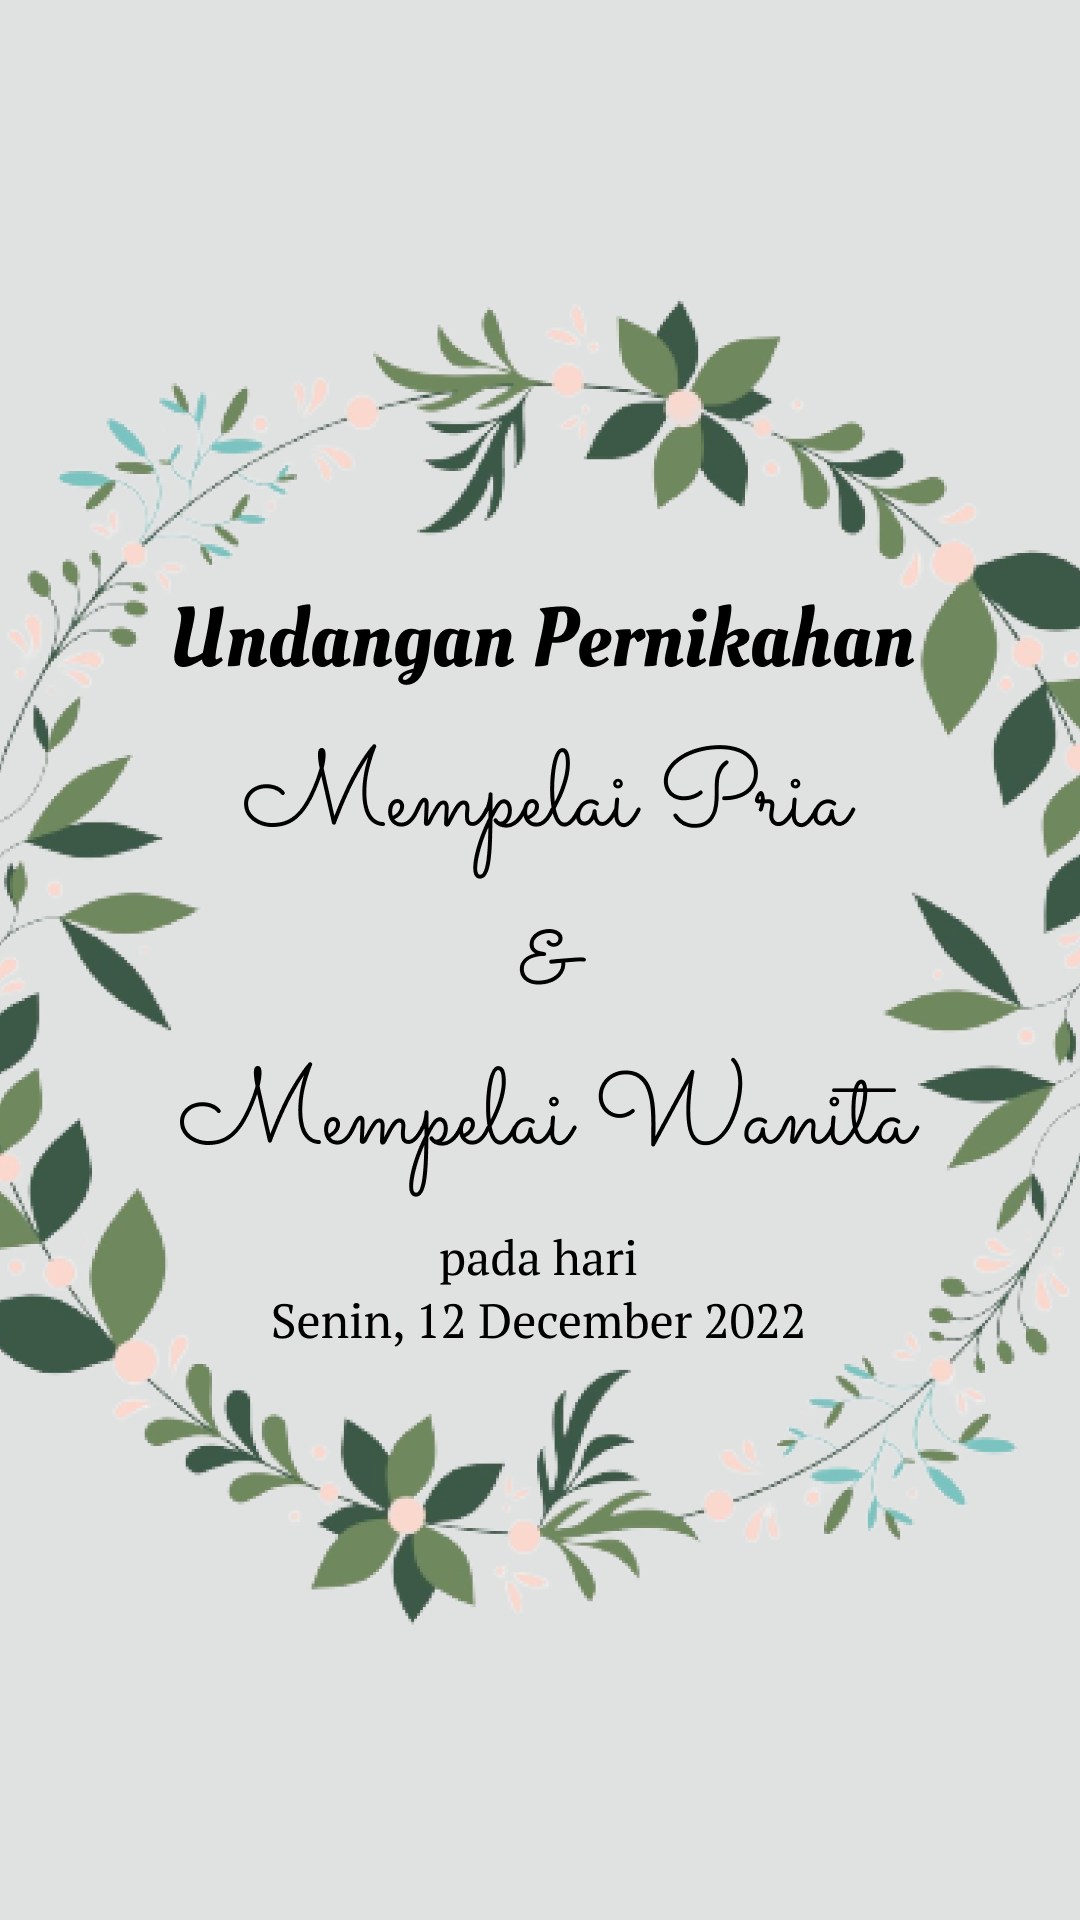 Undangan Pernikahan
Mempelai Pria
&
Mempelai Wanita
pada hari
Senin, 12 December 2022